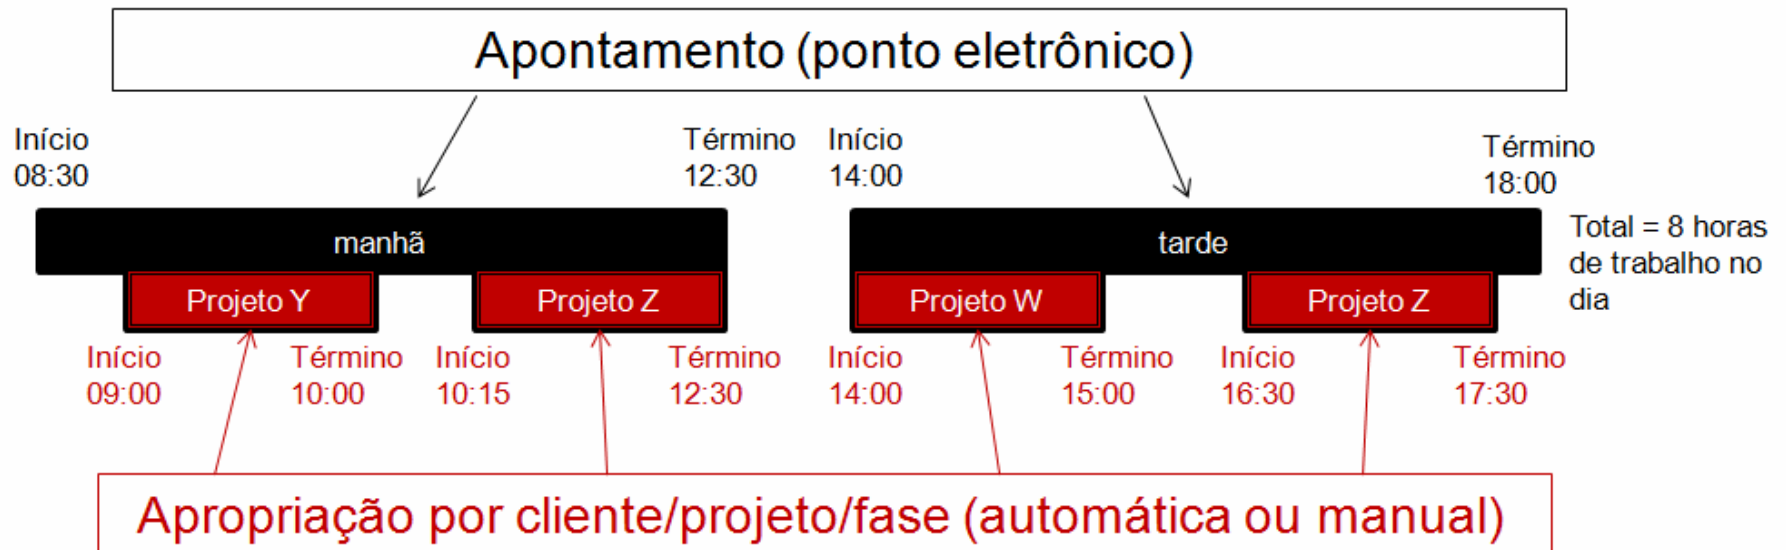 Apontamento (ponto eletrônico)
Início
08:30
Término
12:30
Início
14:00
Término
18:00
manhã
tarde
Total = 8 horas
de trabalho no
dia
Projeto Y
Projeto Z
Projeto W
Projeto Z
Início
09:00
Término
10:00
Início
10:15
Término
12:30
Início
14:00
Término
15:00
Início
16:30
Término
17:30
Apropriação por cliente/projeto/fase (automática ou manual)